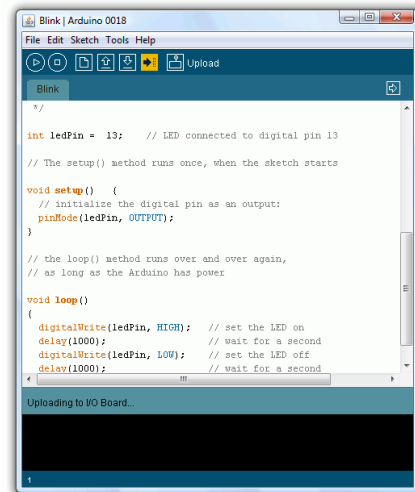 Blink | Arduino 0018
File Edit Sketch Tools Help
Upload
Blink
*/
int ledPin =  13;    // LED connected to digital pin 13
// The setup() method runs once, when the sketch starts
void setup()   {
  // initialize the digital pin as an output:
  pinMode(ledPin, OUTPUT);
}
// the loop() method runs over and over again,
// as long as the Arduino has power
void loop()
{
  digitalWrite(ledPin, HIGH);   // set the LED on
  delay(1000);                  // wait for a second
  digitalWrite(ledPin, LOW);    // set the LED off
  delay(1000);                  // wait for a second
Uploading to I/O Board...
1